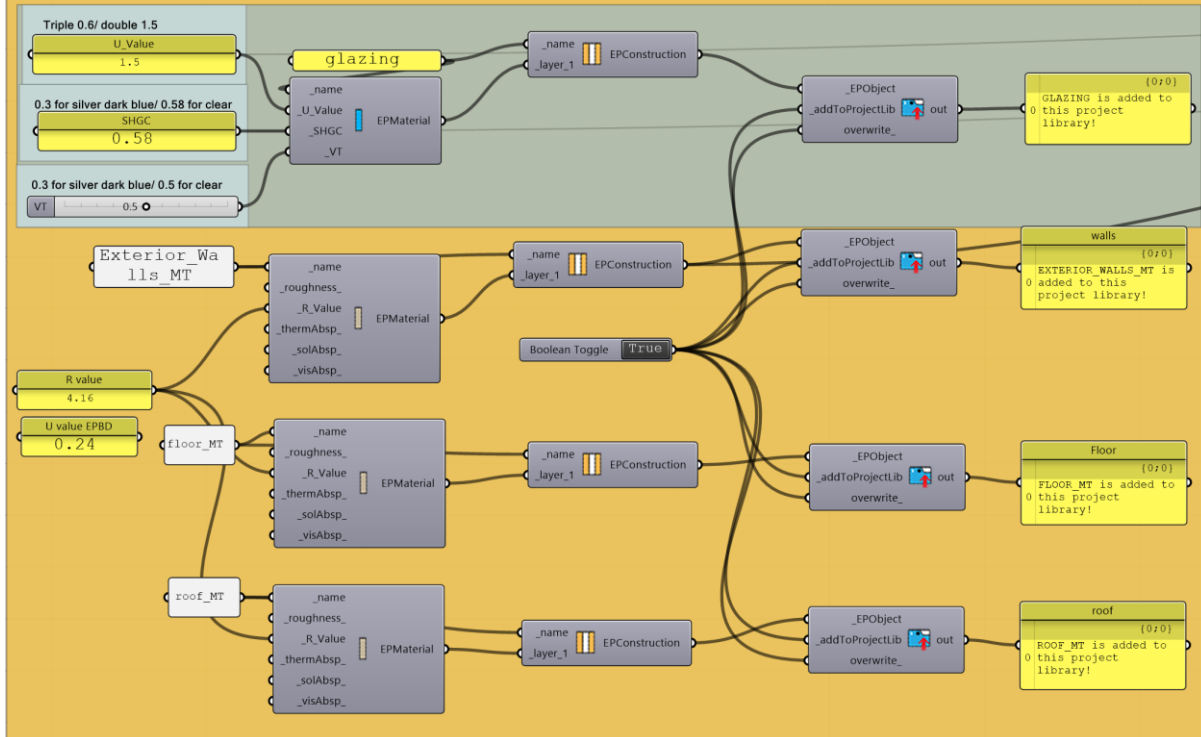 Triple 0.6/ double 1.5
U_Value
1.5
glazing
_name
_layer_1
EPConstruction
_name
_U_Value
_SHGC
_VT
EPMaterial
0.3 for silver dark blue/ 0.58 for clear
SHGC
0.58
0.3 for silver dark blue/ 0.5 for clear
VT
0.5
_EPObject
_addToProjectLib
overwrite_
out
{0;0}
0
GLAZING is added to
this project
library!
Exterior_Wa
lls_MT
_name
_roughness_
_R_Value
_thermAbsp_
_solAbsp_
_visAbsp_
EPMaterial
_name
_layer_1
EPConstruction
_EPObject
_addToProjectLib
overwrite_
out
walls
{0;0}
0
EXTERIOR_WALLS_MT is
added to this
project library!
Boolean Toggle
True
R value
4.16
U value EPBD
0.24
floor_MT
_name
_roughness_
_R_Value
_thermAbsp_
_solAbsp_
_visAbsp_
EPMaterial
_name
_layer_1
EPConstruction
_EPObject
_addToProjectLib
overwrite_
out
Floor
{0;0}
0
FLOOR_MT is added to
this project
library!
roof_MT
_name
_roughness_
_R_Value
_thermAbsp_
_solAbsp_
_visAbsp_
EPMaterial
_name
_layer_1
EPConstruction
_EPObject
_addToProjectLib
overwrite_
out
roof
{0;0}
0
ROOF_MT is added to
this project
library!